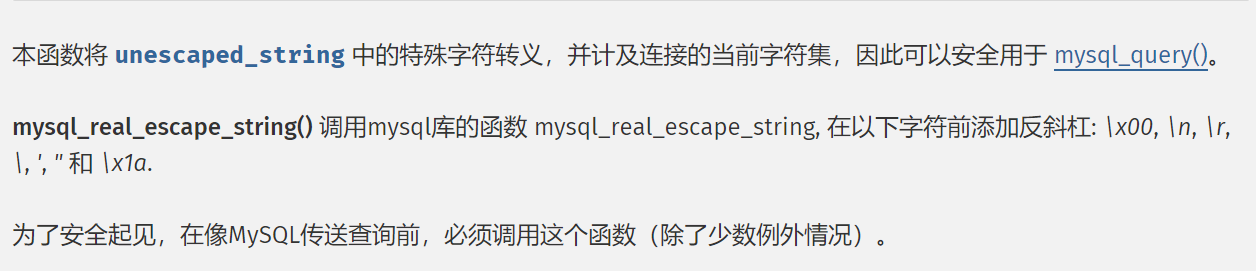 本函数将 unescaped_string 中的特殊字符转义，并计及连接的当前字符集，因此可以安全用于 mysql_query()。
mysql_real_escape_string() 调用mysql库的函数 mysql_real_escape_string, 在以下字符前添加反斜杠: \x00, \n, \r,
\, ', " 和 \x1a.
为了安全起见，在像MySQL传送查询前，必须调用这个函数（除了少数例外情况）。